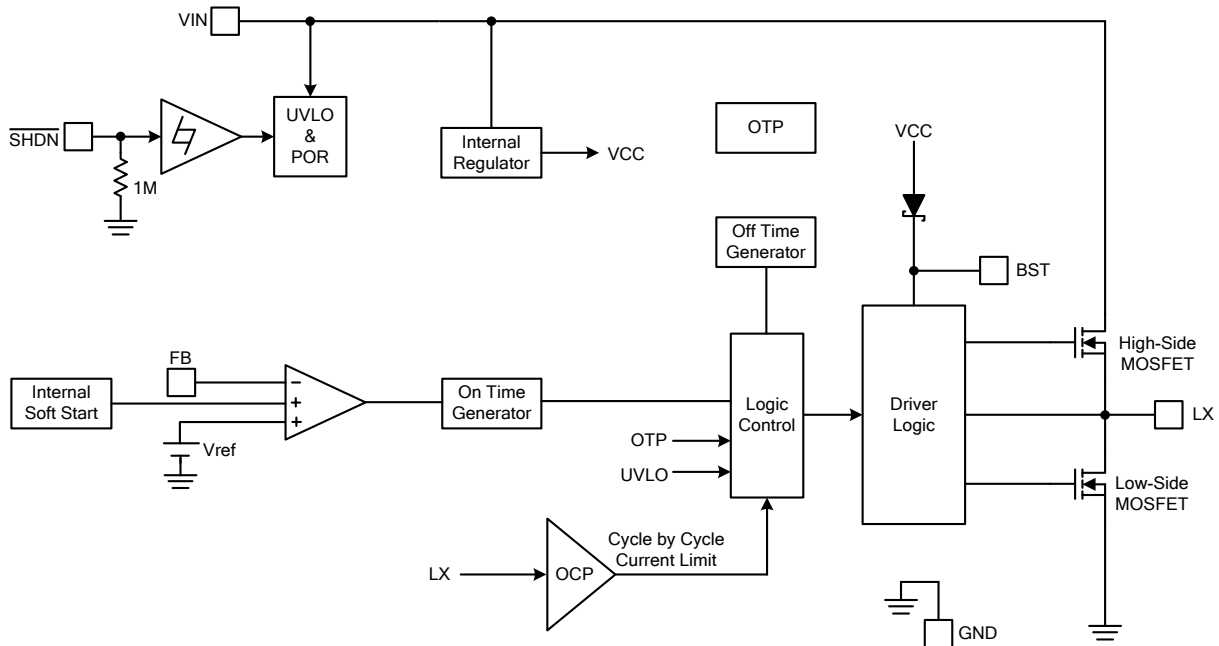 VIN
SHDN
1M
UVLO
&
POR
Internal
Regulator
VCC
OTP
VCC
Off Time
Generator
BST
High-Side
MOSFET
FB
Internal
Soft Start
−
+
+
Vref
On Time
Generator
OTP
UVLO
Logic
Control
Driver
Logic
LX
Low-Side
MOSFET
Cycle by Cycle
Current Limit
LX
OCP
GND